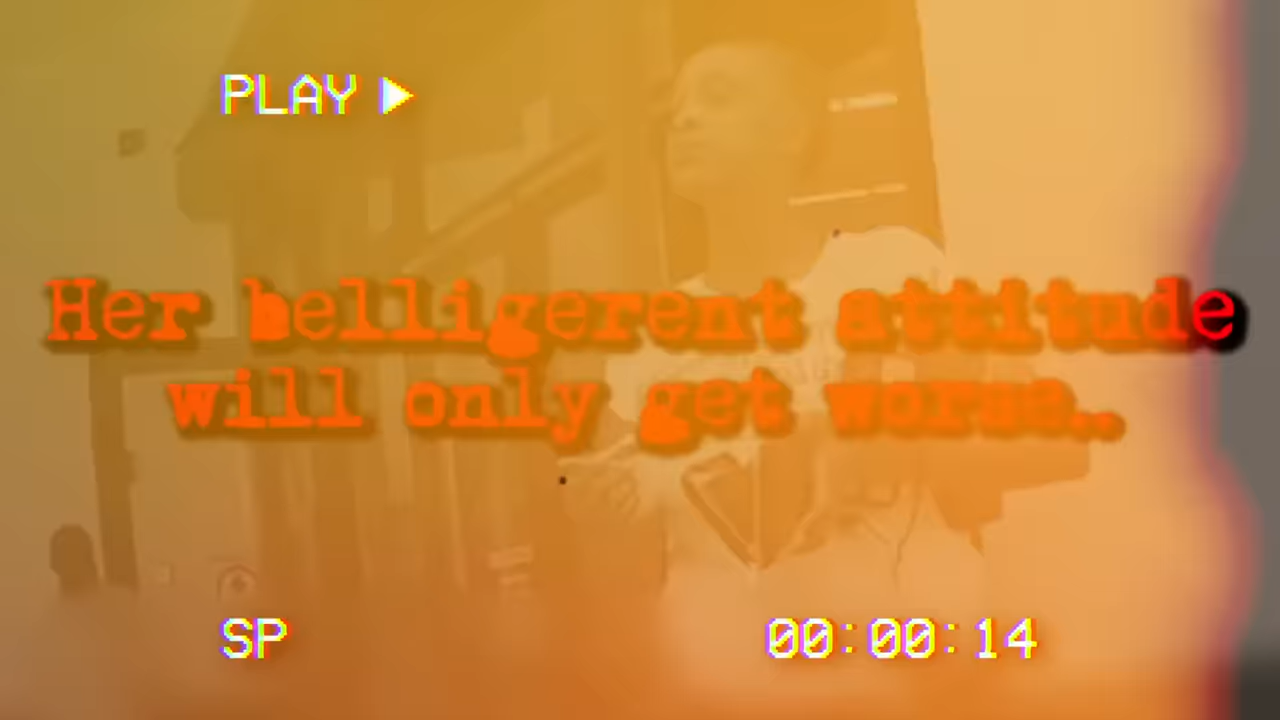 PLAY ▶
Her belligerent attitude
will only get worse..
SP
00:00:14